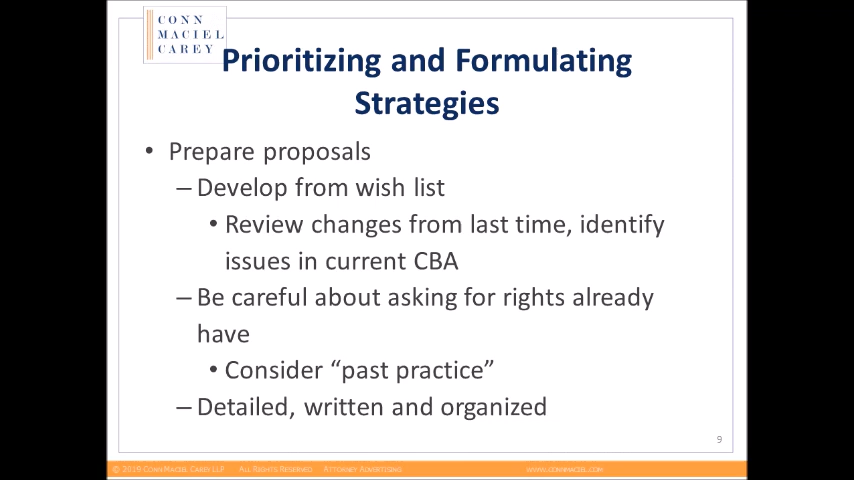 CONN
MACIEL
CAREY
Prioritizing and Formulating
Strategies
• Prepare proposals
– Develop from wish list
• Review changes from last time, identify
issues in current CBA
– Be careful about asking for rights already
have
• Consider “past practice”
– Detailed, written and organized
9
© 2019 CONN MACIEL CAREY LLP ALL RIGHTS RESERVED ATTORNEY ADVERTISING WWW.CONNMACIEL.COM